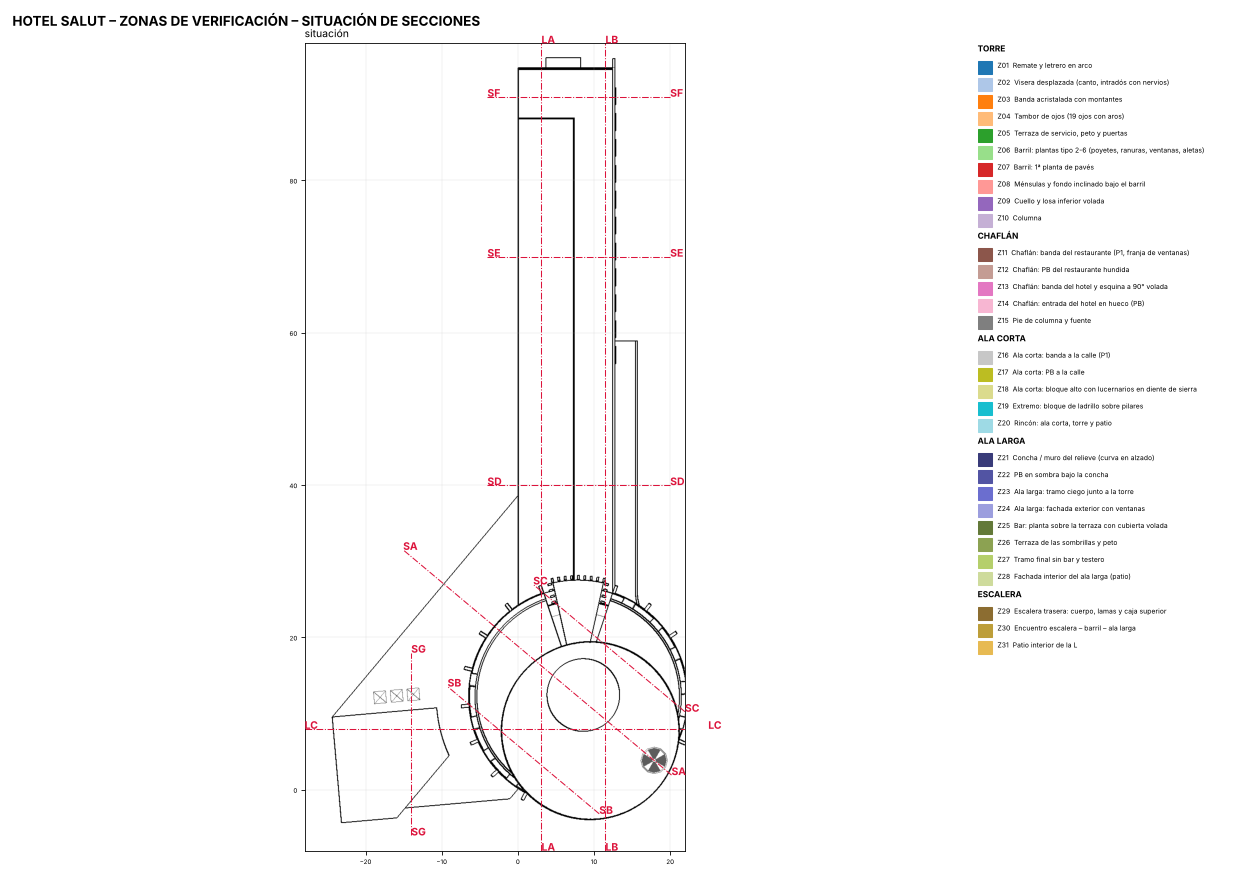 HOTEL SALUT – ZONAS DE VERIFICACIÓN – SITUACIÓN DE SECCIONES
situación
LA
LB
SF
SF
80
SE
SE
60
SD
SD
40
SA
SC
20
SG
SB
SC
LC
LC
SA
0
SB
SG
LA
LB
−20
−10
0
10
20
TORRE
Z01 Remate y letrero en arco
Z02 Visera desplazada (canto, intradós con nervios)
Z03 Banda acristalada con montantes
Z04 Tambor de ojos (19 ojos con aros)
Z05 Terraza de servicio, peto y puertas
Z06 Barril: plantas tipo 2-6 (poyetes, ranuras, ventanas, aletas)
Z07 Barril: 1ª planta de pavés
Z08 Ménsulas y fondo inclinado bajo el barril
Z09 Cuello y losa inferior volada
Z10 Columna
CHAFLÁN
Z11 Chaflán: banda del restaurante (P1, franja de ventanas)
Z12 Chaflán: PB del restaurante hundida
Z13 Chaflán: banda del hotel y esquina a 90° volada
Z14 Chaflán: entrada del hotel en hueco (PB)
Z15 Pie de columna y fuente
ALA CORTA
Z16 Ala corta: banda a la calle (P1)
Z17 Ala corta: PB a la calle
Z18 Ala corta: bloque alto con lucernarios en diente de sierra
Z19 Extremo: bloque de ladrillo sobre pilares
Z20 Rincón: ala corta, torre y patio
ALA LARGA
Z21 Concha / muro del relieve (curva en alzado)
Z22 PB en sombra bajo la concha
Z23 Ala larga: tramo ciego junto a la torre
Z24 Ala larga: fachada exterior con ventanas
Z25 Bar: planta sobre la terraza con cubierta volada
Z26 Terraza de las sombrillas y peto
Z27 Tramo final sin bar y testero
Z28 Fachada interior del ala larga (patio)
ESCALERA
Z29 Escalera trasera: cuerpo, lamas y caja superior
Z30 Encuentro escalera – barril – ala larga
Z31 Patio interior de la L